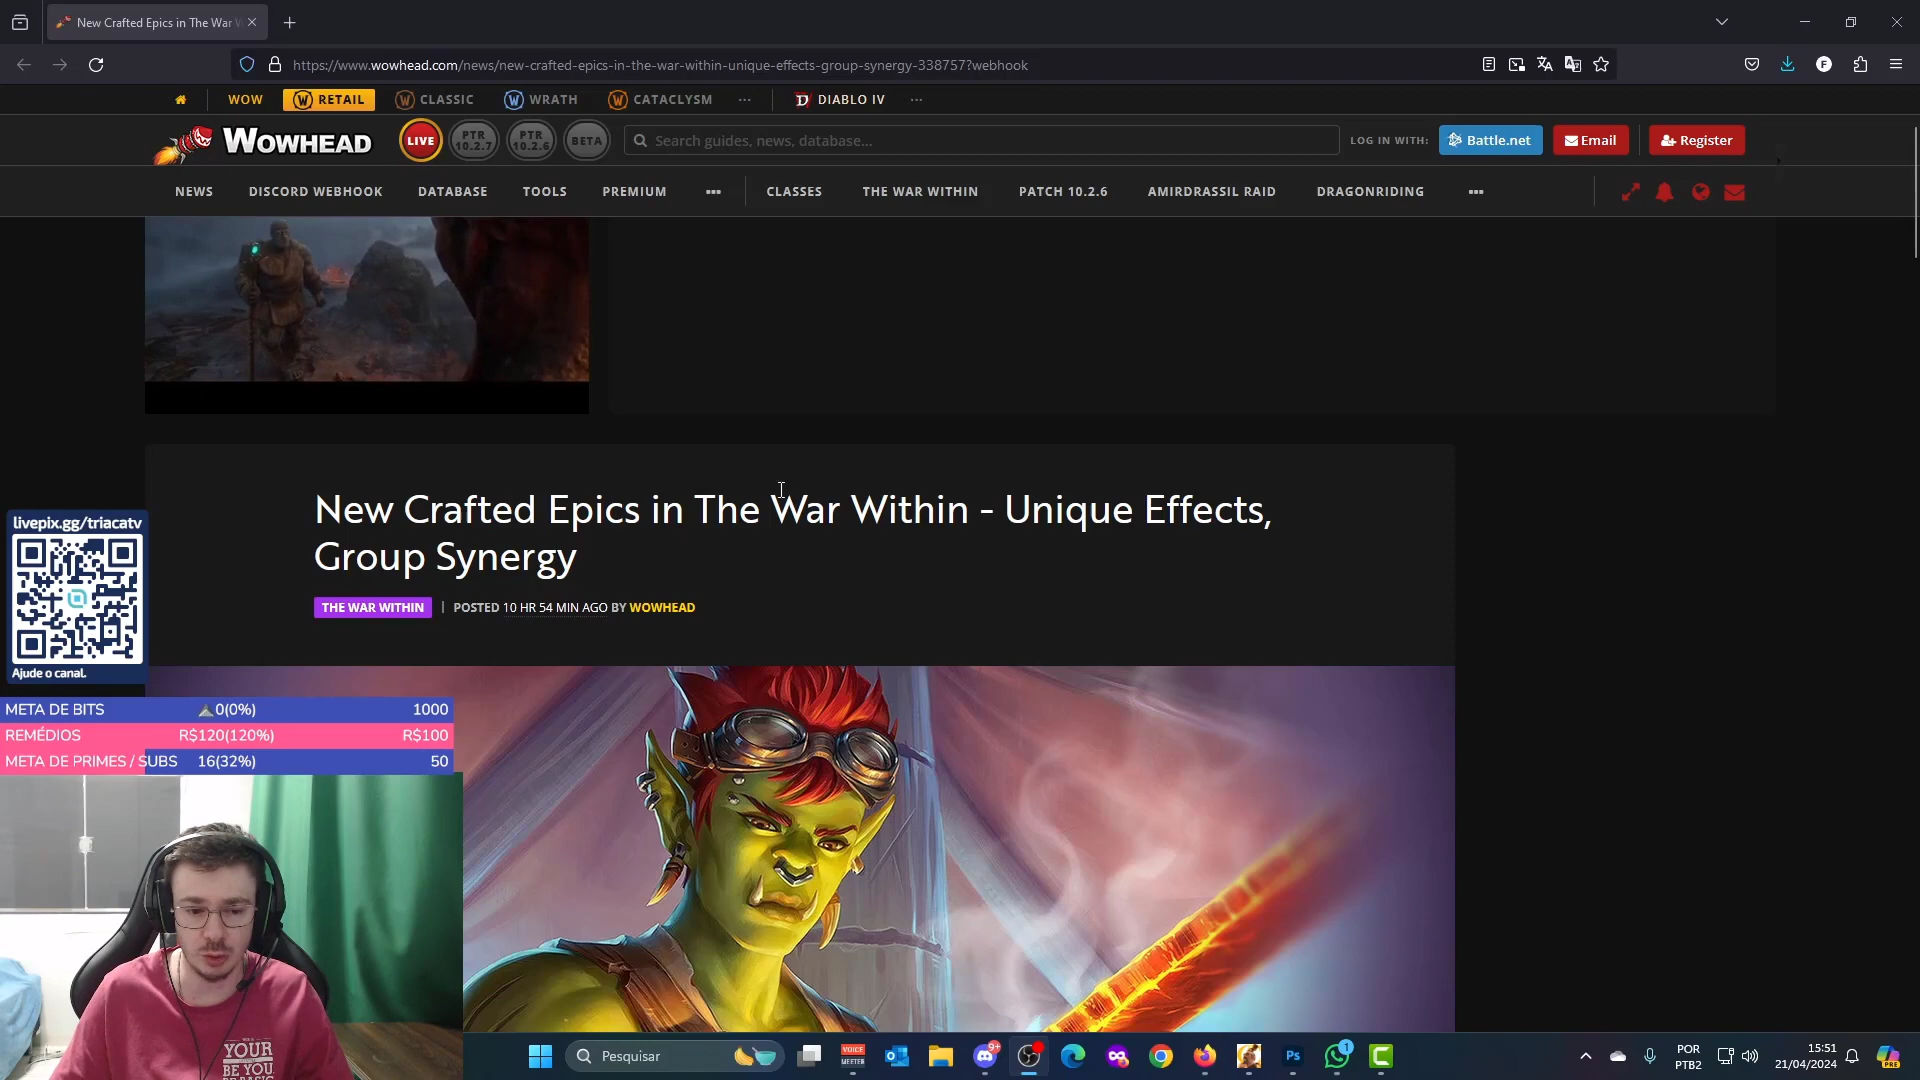 New Crafted Epics in The War W
https://www.wowhead.com/news/new-crafted-epics-in-the-war-within-unique-effects-group-synergy-338757?webhook
WOW RETAIL CLASSIC WRATH CATACLYSM ... DIABLO IV ...
WOWHEAD LIVE PTR 10.2.7 PTR 10.2.6 BETA Search guides, news, database... LOG IN WITH: Battle.net Email Register
NEWS DISCORD WEBHOOK DATABASE TOOLS PREMIUM ... CLASSES THE WAR WITHIN PATCH 10.2.6 AMIRDRASSIL RAID DRAGONRIDING ...
New Crafted Epics in The War Within - Unique Effects,
Group Synergy
THE WAR WITHIN | POSTED 10 HR 54 MIN AGO BY WOWHEAD
livepix.gg/triacatv
Ajude o canal.
META DE BITS 0(0%) 1000
REMÉDIOS R$120(120%) R$100
META DE PRIMES / SUBS 16(32%) 50
YOUR
BE YOU
Pesquisar
VOICE
MEETER
9+
Ps
1
POR
PTB2
15:51
21/04/2024
PRE